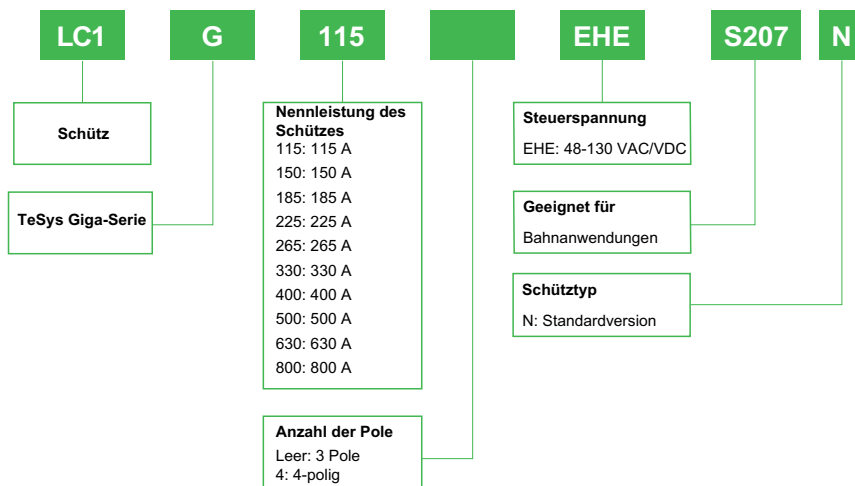 LC1 G 115 EHE S207 N
Schütz
TeSys Giga-Serie
Nennleistung des
Schützes
115: 115 A
150: 150 A
185: 185 A
225: 225 A
265: 265 A
330: 330 A
400: 400 A
500: 500 A
630: 630 A
800: 800 A
Anzahl der Pole
Leer: 3 Pole
4: 4-polig
Steuerspannung
EHE: 48-130 VAC/VDC
Geeignet für
Bahnanwendungen
Schütztyp
N: Standardversion